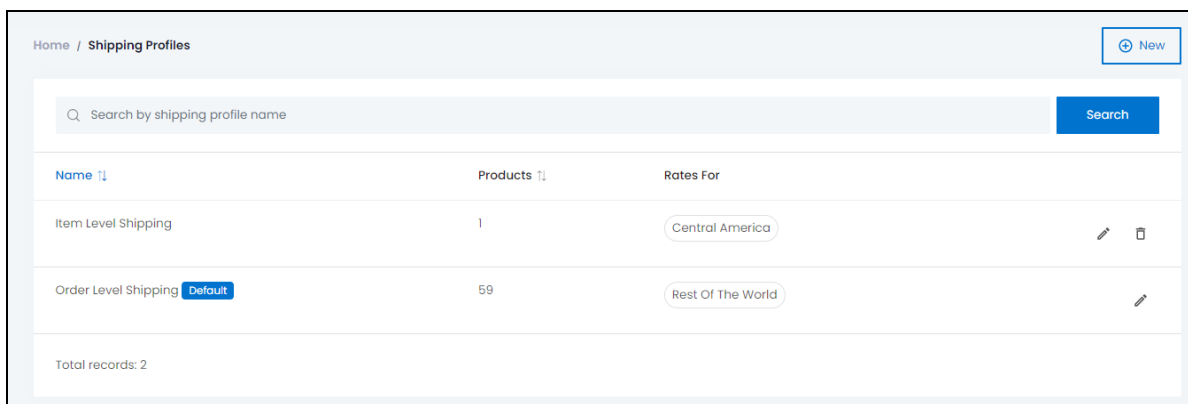 Home / Shipping Profiles
New
Search by shipping profile name
Search
Name Products Rates For
Item Level Shipping 1 Central America
Order Level Shipping Default 59 Rest Of The World
Total records: 2